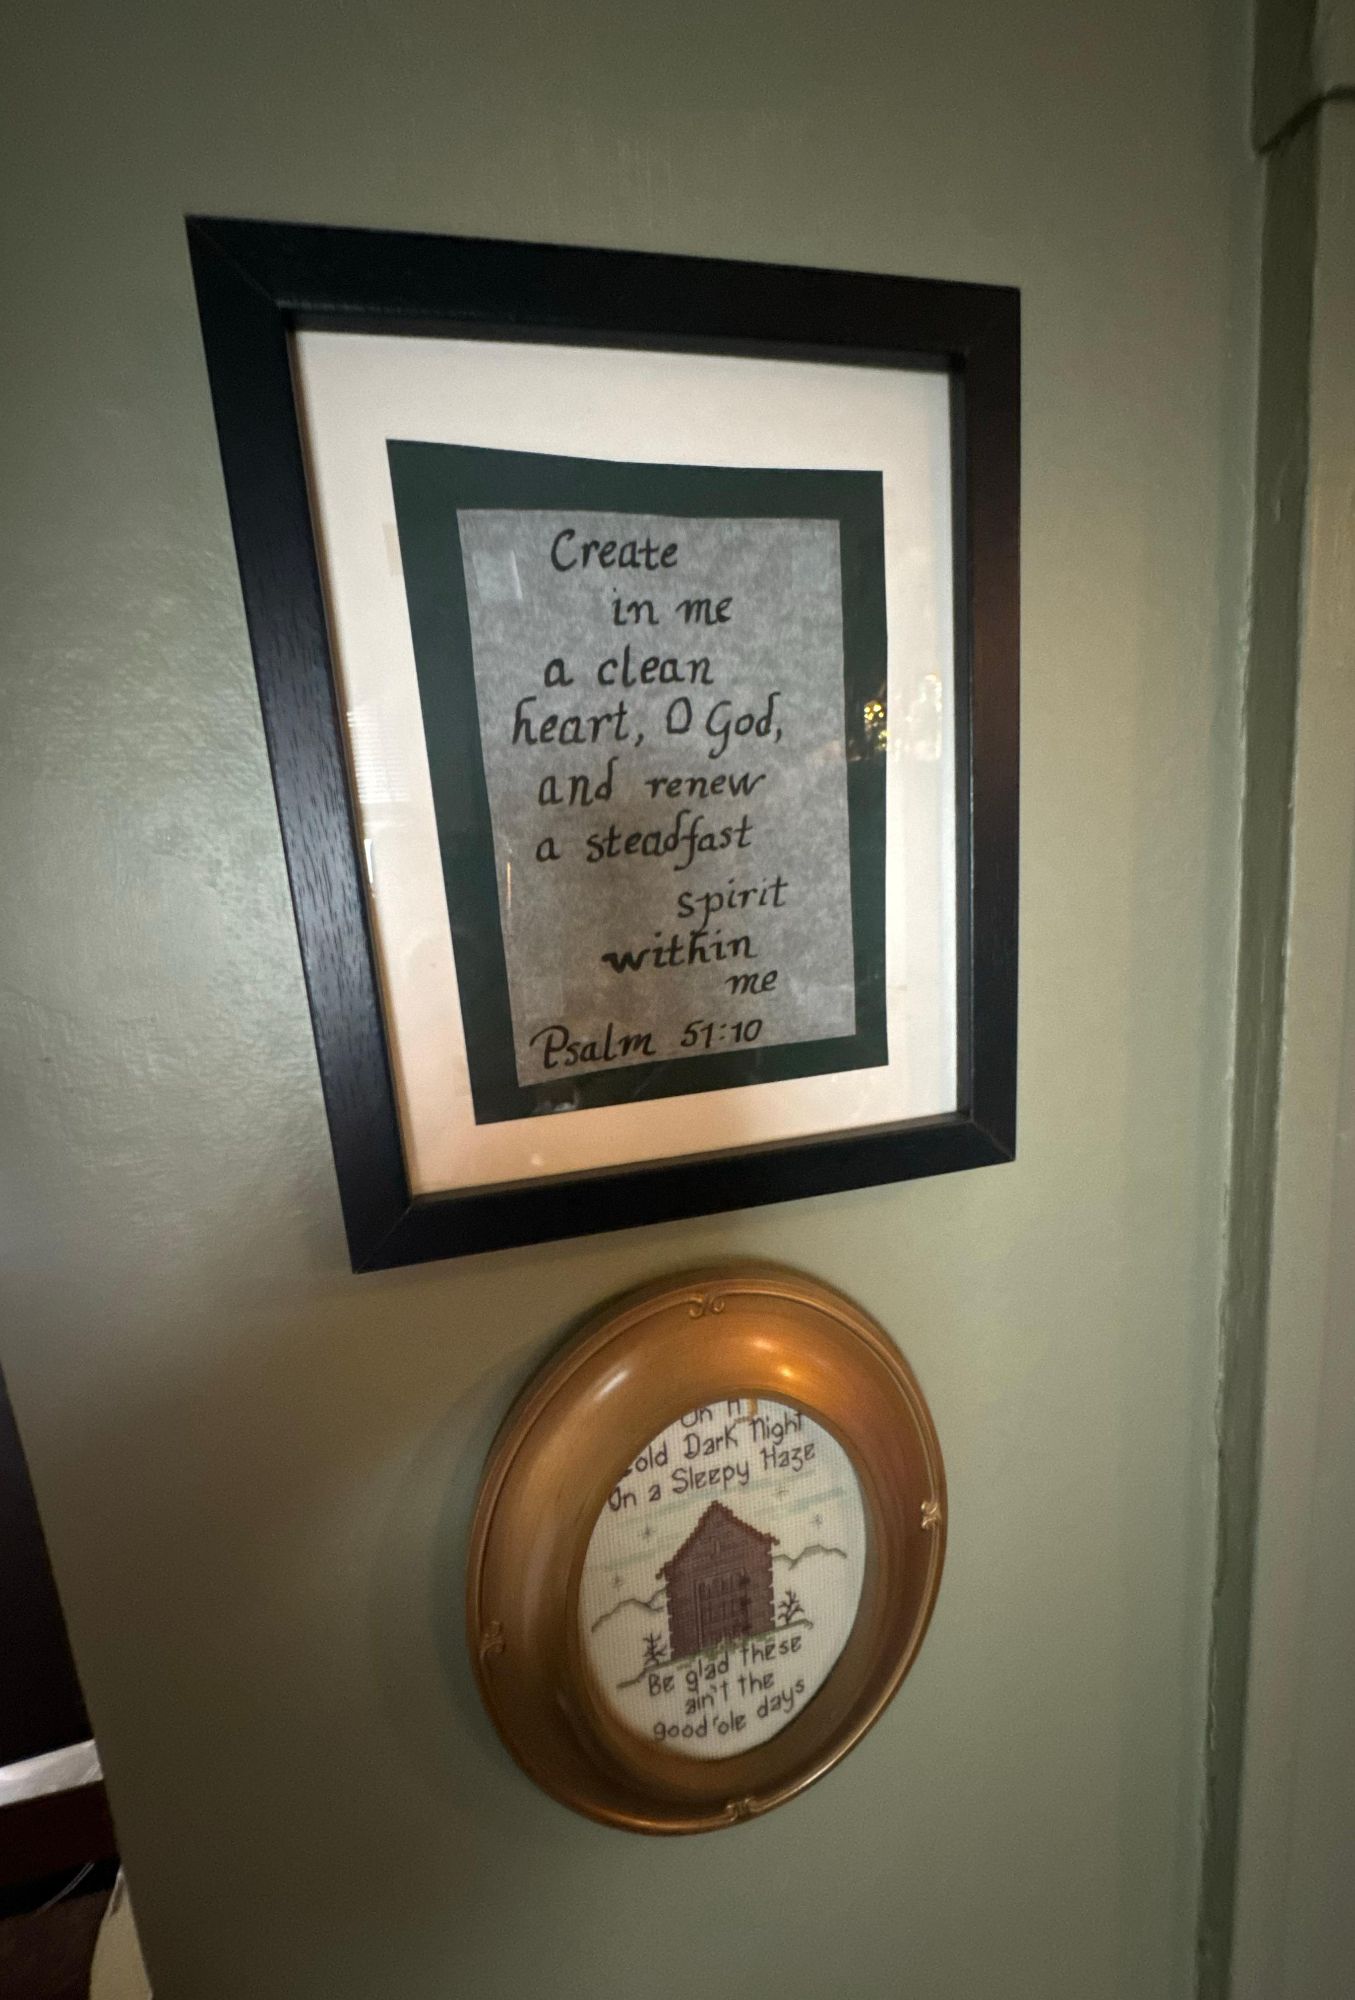 Create
in me
a clean
heart, O God,
and renew
a steadfast
spirit
within
me
Psalm 51:10
On A
Cold Dark Night
On a Sleepy Haze
Be glad these
ain't the
good'ole days